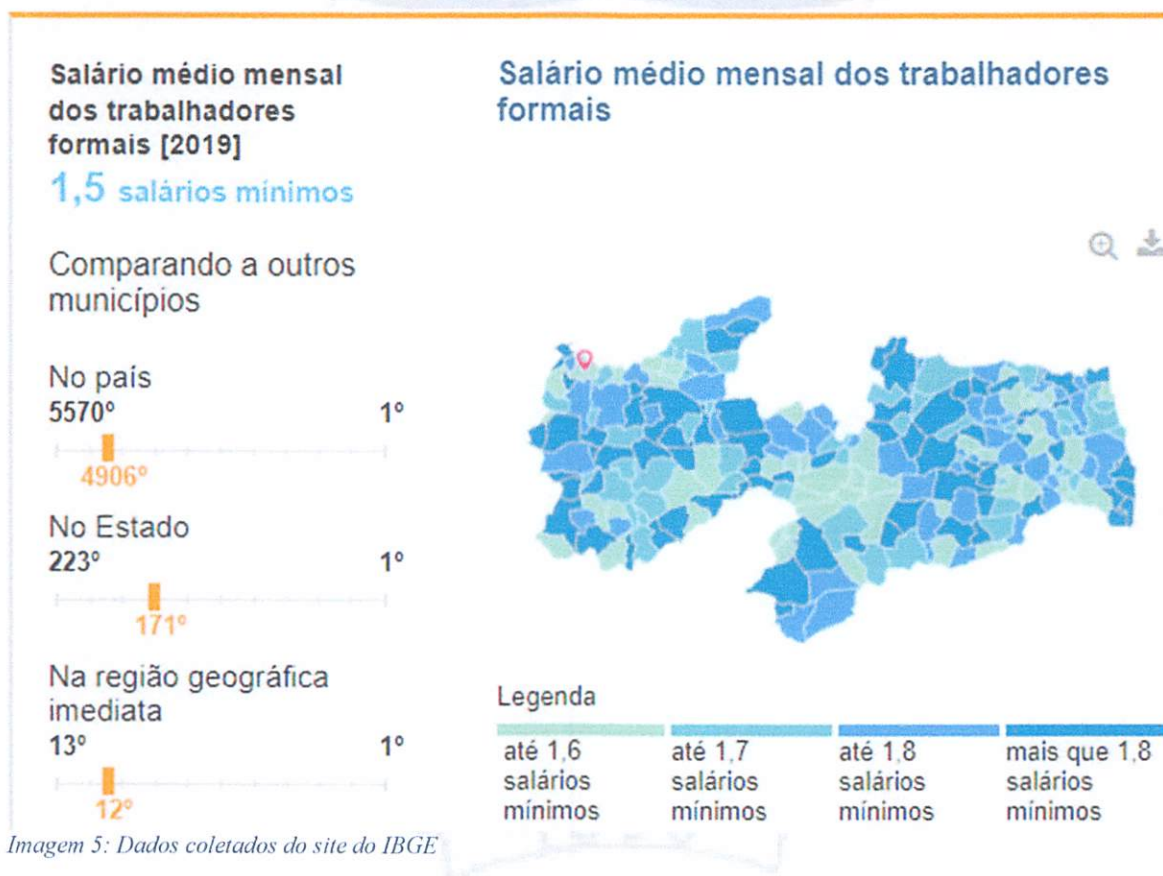 Salário médio mensal
dos trabalhadores
formais [2019]
1,5 salários mínimos
Comparando a outros
municípios
No país
5570º 1º
4906º
No Estado
223º 1º
171º
Na região geográfica
imediata
13º 1º
12º
Salário médio mensal dos trabalhadores
formais
Legenda
até 1,6
salários
mínimos
até 1,7
salários
mínimos
até 1,8
salários
mínimos
mais que 1,8
salários
mínimos
Imagem 5: Dados coletados do site do IBGE